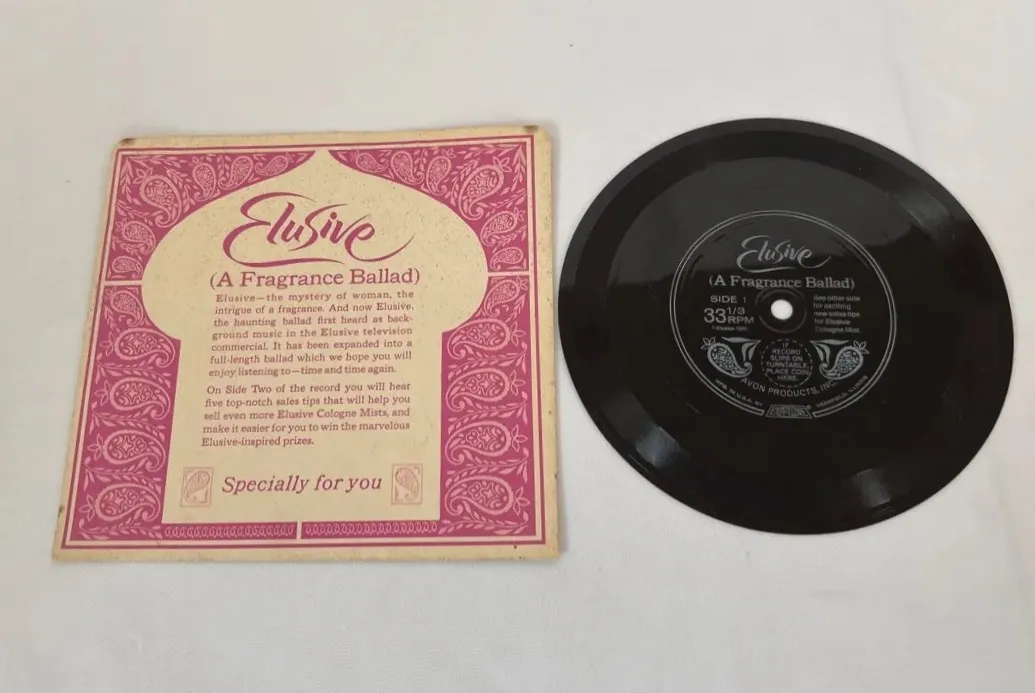 Elusive
(A Fragrance Ballad)
Elusive—the mystery of woman, the
intrigue of a fragrance. And now Elusive,
the haunting ballad first heard as back-
ground music in the Elusive television
commercial. It has been expanded into a
full-length ballad which we hope you will
enjoy listening to—time and time again.
On Side Two of the record you will hear
five top-notch sales tips that will help you
sell even more Elusive Cologne Mists, and
make it easier for you to win the marvelous
Elusive-inspired prizes.
Specially for you
Elusive
(A Fragrance Ballad)
SIDE 1
33 1/3
RPM
See other side
for exciting
new sales tips
for Elusive
Cologne Mist.
IF
RECORD
SLIPS ON
TURNTABLE,
PLACE COIN
HERE.
AVON PRODUCTS, INC.
MFG. IN U.S.A. BY
DEERFIELD, ILLINOIS